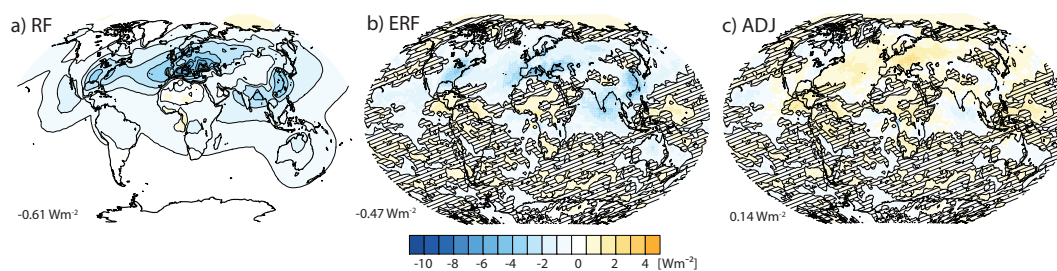 a) RF
b) ERF
c) ADJ
-0.61 Wm⁻²
-0.47 Wm⁻²
0.14 Wm⁻²
-10 -8 -6 -4 -2 0 2 4 [Wm⁻²]